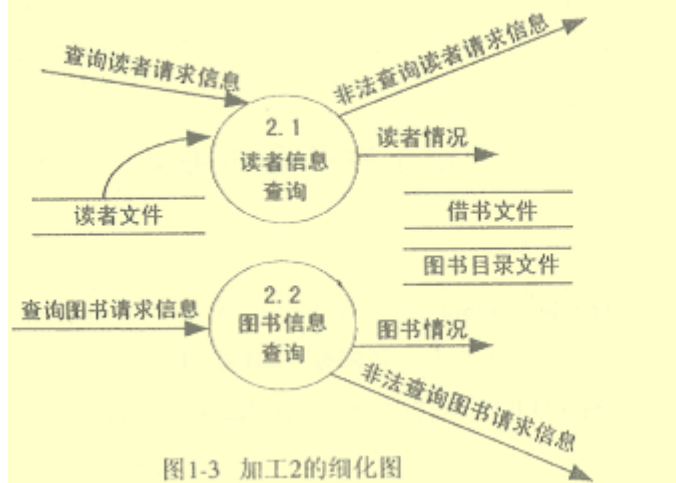 查询读者请求信息
非法查询读者请求信息
2.1
读者信息
查询
读者情况
读者文件
借书文件
图书目录文件
查询图书请求信息
2.2
图书信息
查询
图书情况
非法查询图书请求信息
图1-3 加工2的细化图